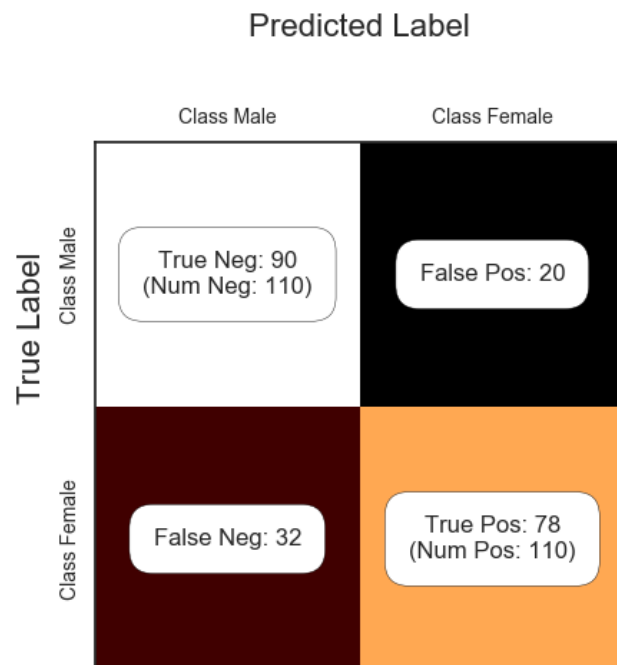 Predicted Label
Class Male
Class Female
True Label
Class Male
True Neg: 90
(Num Neg: 110)
False Pos: 20
Class Female
False Neg: 32
True Pos: 78
(Num Pos: 110)